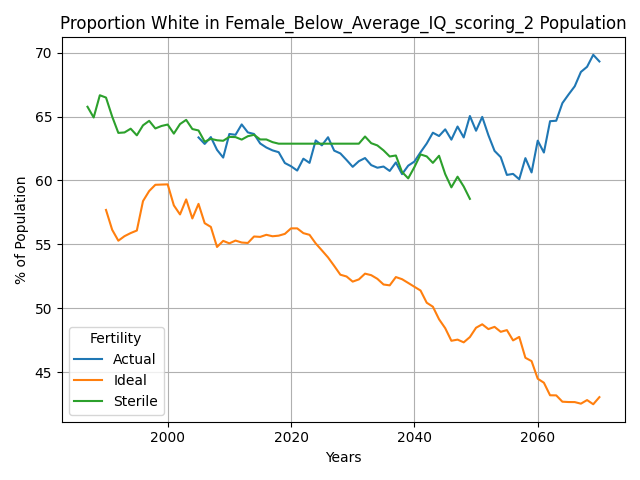 Proportion White in Female_Below_Average_IQ_scoring_2 Population
% of Population
70
65
60
55
50
45
Fertility
Actual
Ideal
Sterile
2000
2020
2040
2060
Years